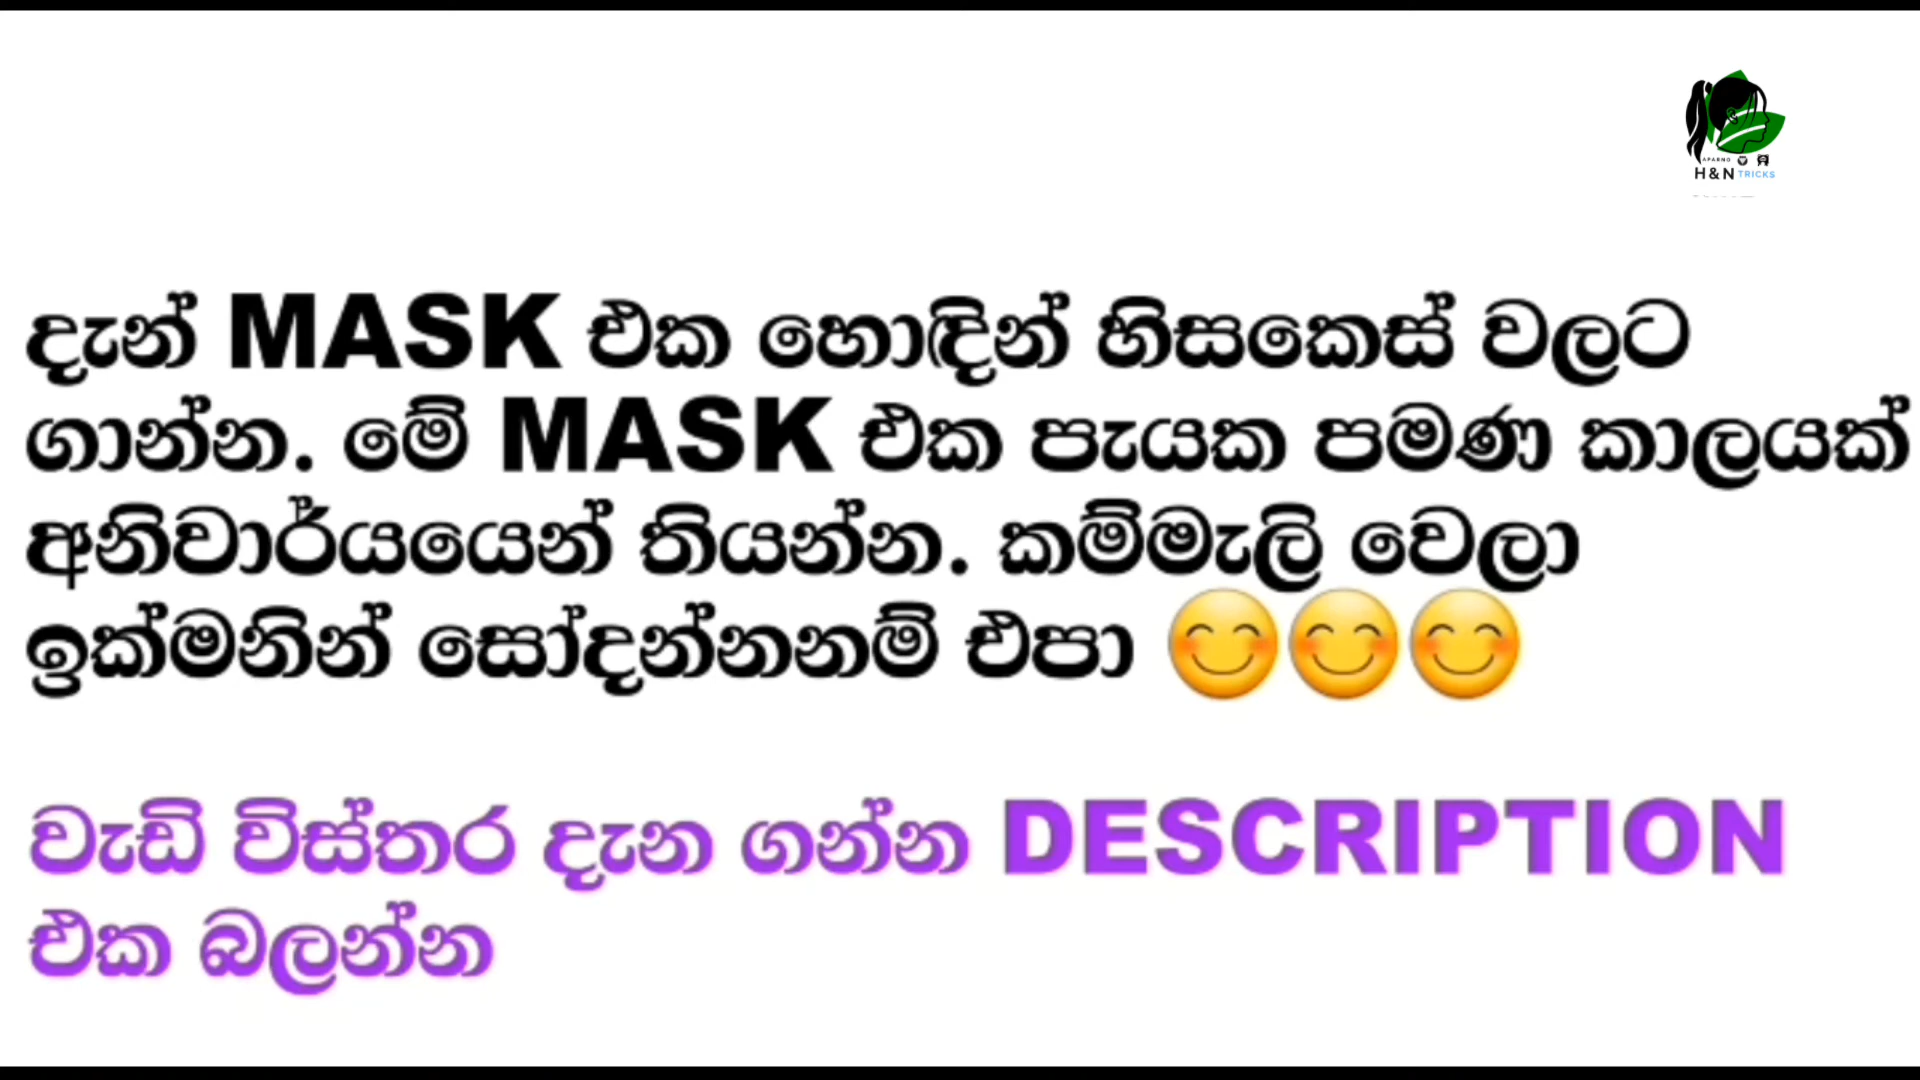 H&N TRICKS
දැන් MASK එක හොඳින් හිසකෙස් වලට
ගාන්න. මේ MASK එක පැයක පමණ කාලයක්
අනිවාර්යයෙන් තියන්න. කම්මැලි වෙලා
ඉක්මනින් සෝදන්නනම් එපා 😊😊😊
වැඩි විස්තර දැන ගන්න DESCRIPTION
එක බලන්න